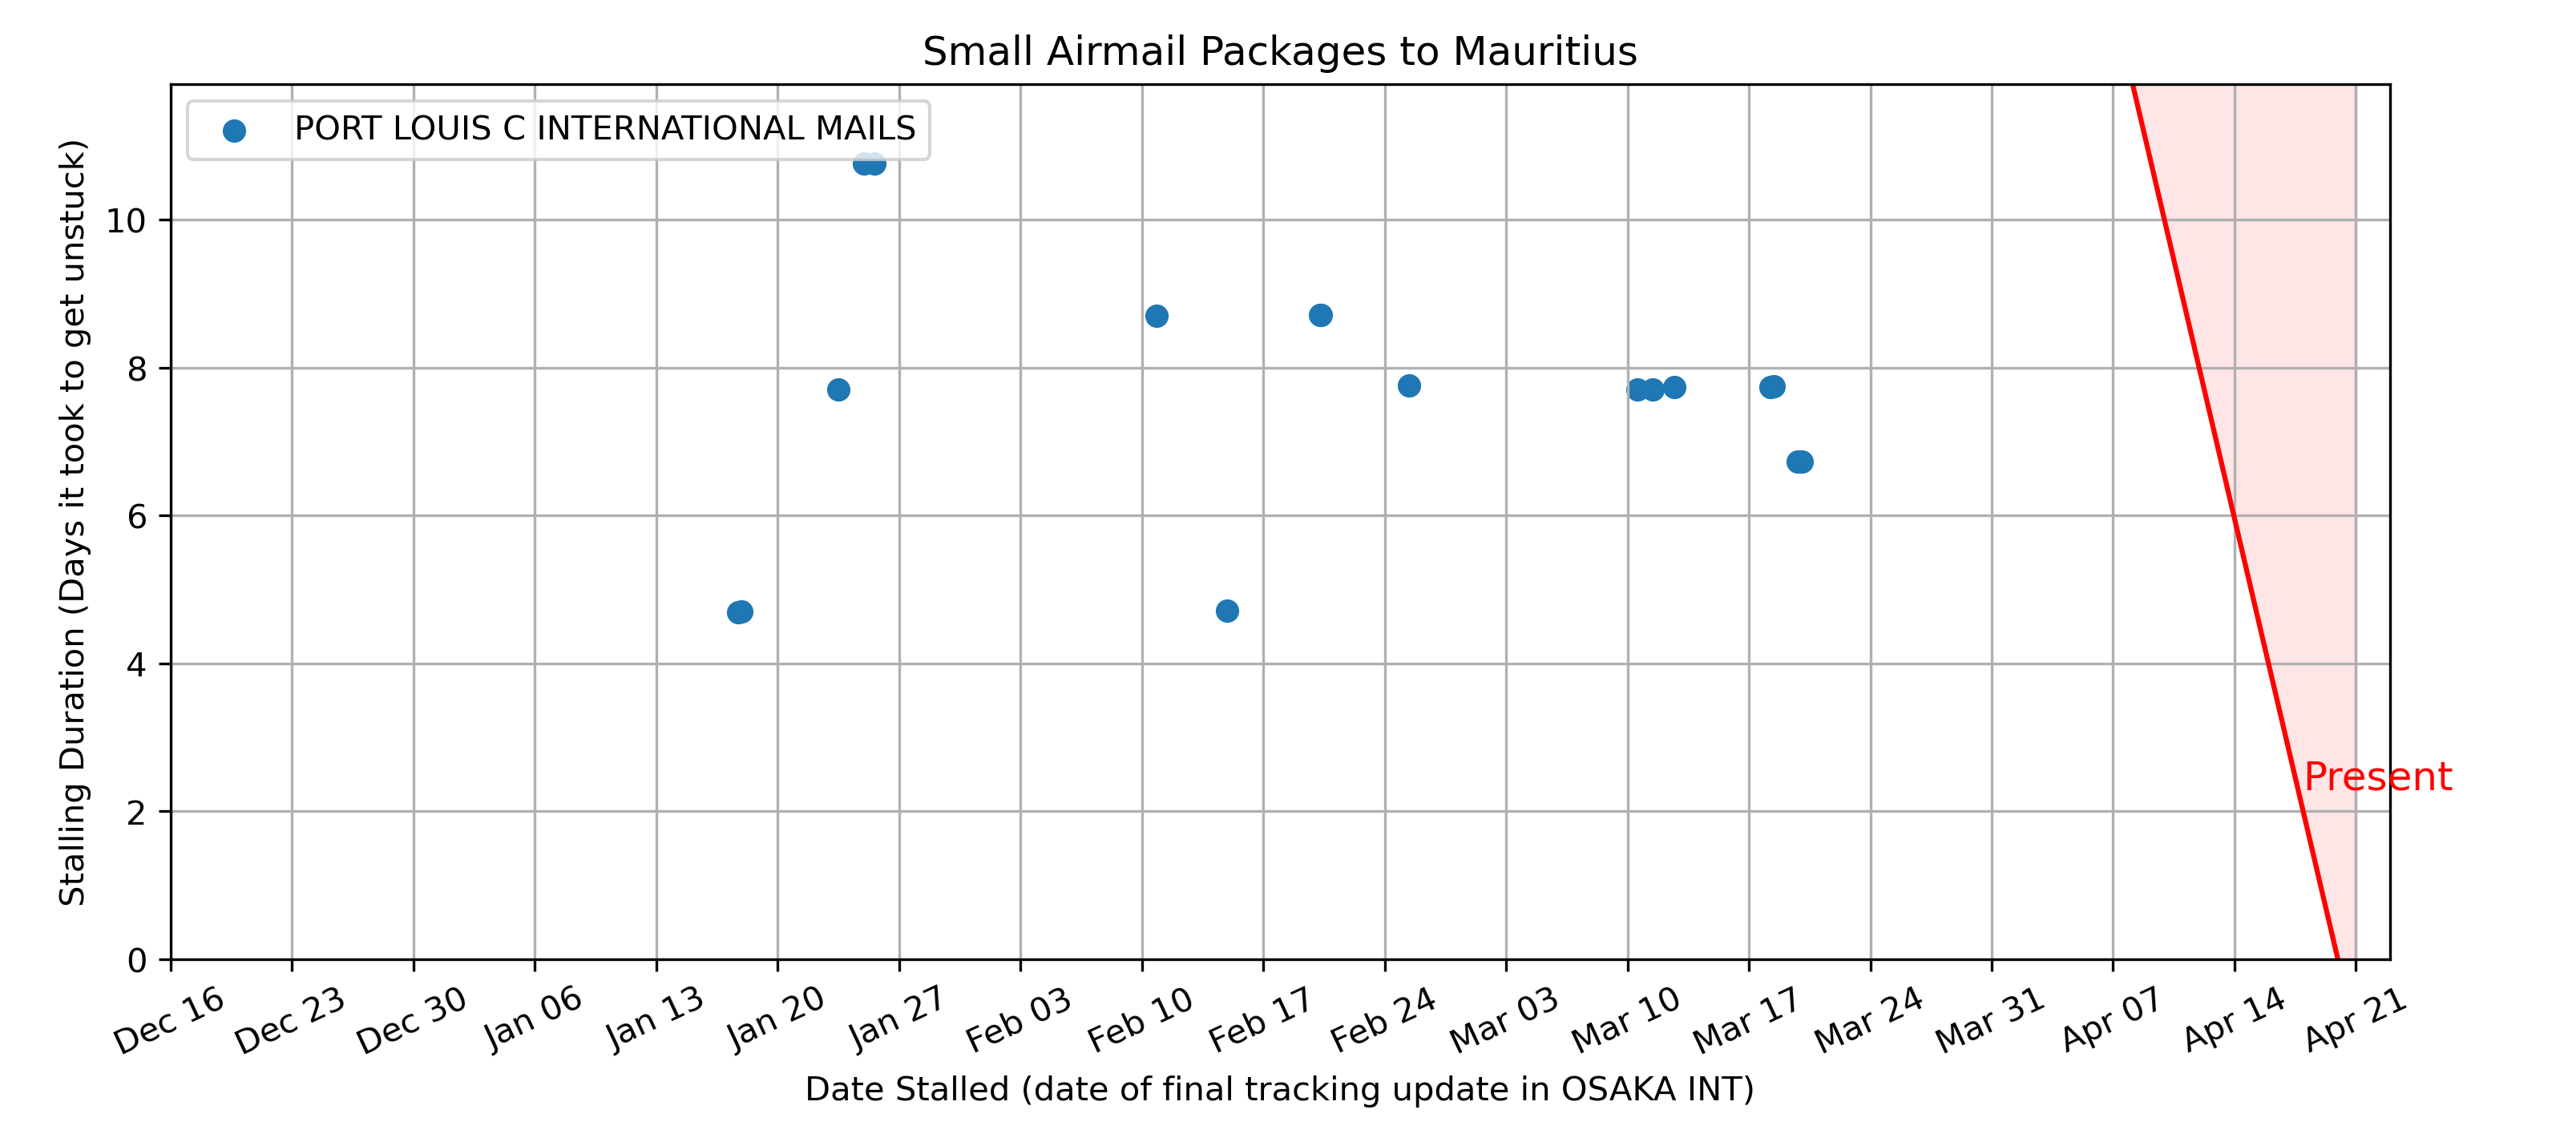 Small Airmail Packages to Mauritius
PORT LOUIS C INTERNATIONAL MAILS
Stalling Duration (Days it took to get unstuck)
10
8
6
4
2
0
Present
Dec 16
Dec 23
Dec 30
Jan 06
Jan 13
Jan 20
Jan 27
Feb 03
Feb 10
Feb 17
Feb 24
Mar 03
Mar 10
Mar 17
Mar 24
Mar 31
Apr 07
Apr 14
Apr 21
Date Stalled (date of final tracking update in OSAKA INT)